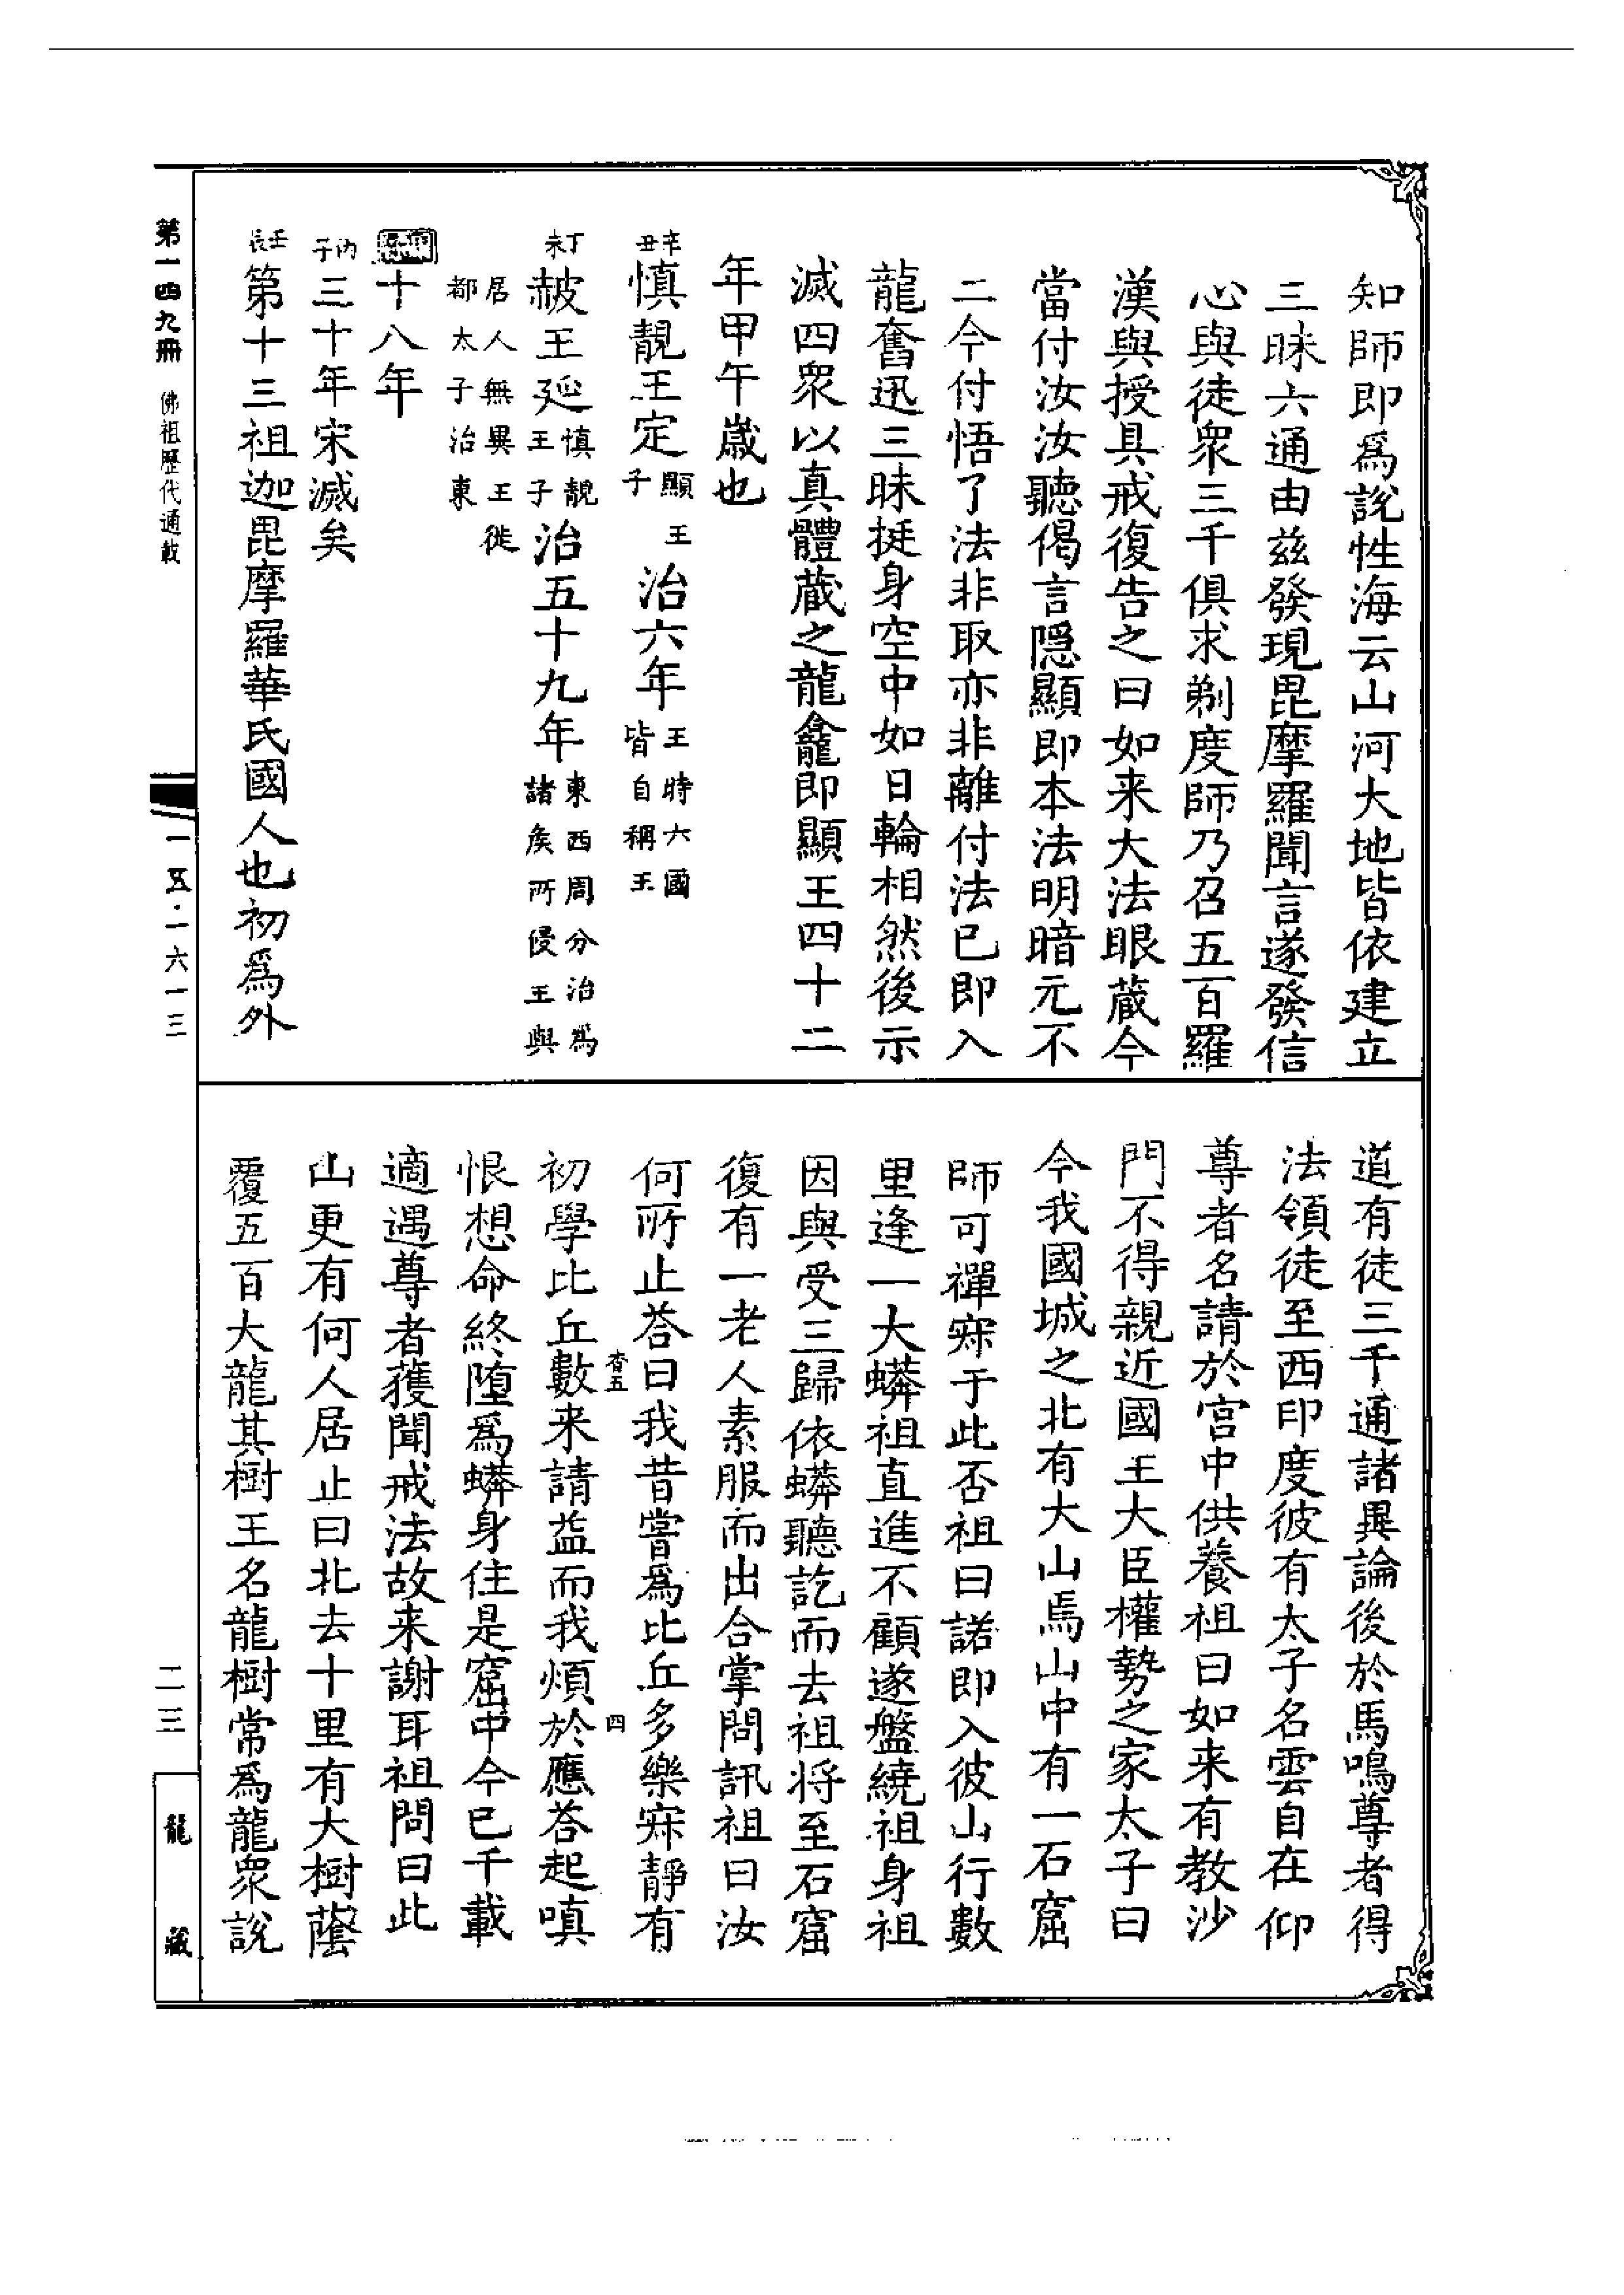 知師即爲說性海云山河大地皆依建立
三昧六通由茲發現毘摩羅聞言遂發信
心與徒衆三千俱求剃度師乃召五百羅
漢與授具戒復告之曰如来大法眼蔵今
當付汝汝聽偈言隱顯即本法明暗元不
二今付悟了法非取亦非離付法已即入
龍奮迅三昧挺身空中如日輪相然後示
滅四衆以真體蔵之龍龕即顯王四十二
年甲午歲也
辛丑
慎靚王定
顯王
子
治六年
王時六國
皆自稱王
丁未
赧王延
慎靚
王子
治五十九年
東西周分治爲
諸矦所侵王與
居人無異王徙
都太子治東
十八年
丙子
三十年宋滅矣
壬辰
第十三祖迦毘摩羅華氏國人也初爲外
道有徒三千通諸異論後於馬鳴尊者得
法領徒至西印度彼有太子名雲自在仰
尊者名請於宮中供養祖曰如来有教沙
門不得親近國王大臣權勢之家太子曰
今我國城之北有大山焉山中有一石窟
師可禪寂于此否祖曰諾即入彼山行數
里逢一大蟒祖直進不顧遂盤繞祖身祖
因與受三歸依蟒聽訖而去祖将至石窟
復有一老人素服而出合掌問訊祖曰汝
何所止荅曰我昔嘗爲比丘多樂寂靜有
杳五
四
初學比丘數来請益而我煩於應荅起嗔
恨想命終墮爲蟒身住是窟中今已千載
適遇尊者獲聞戒法故来謝耳祖問曰此
山更有何人居止曰北去十里有大樹蔭
覆五百大龍其樹王名龍樹常爲龍衆說
第一四九冊
佛祖歷代通載
一五·一六一三
二三
龍藏